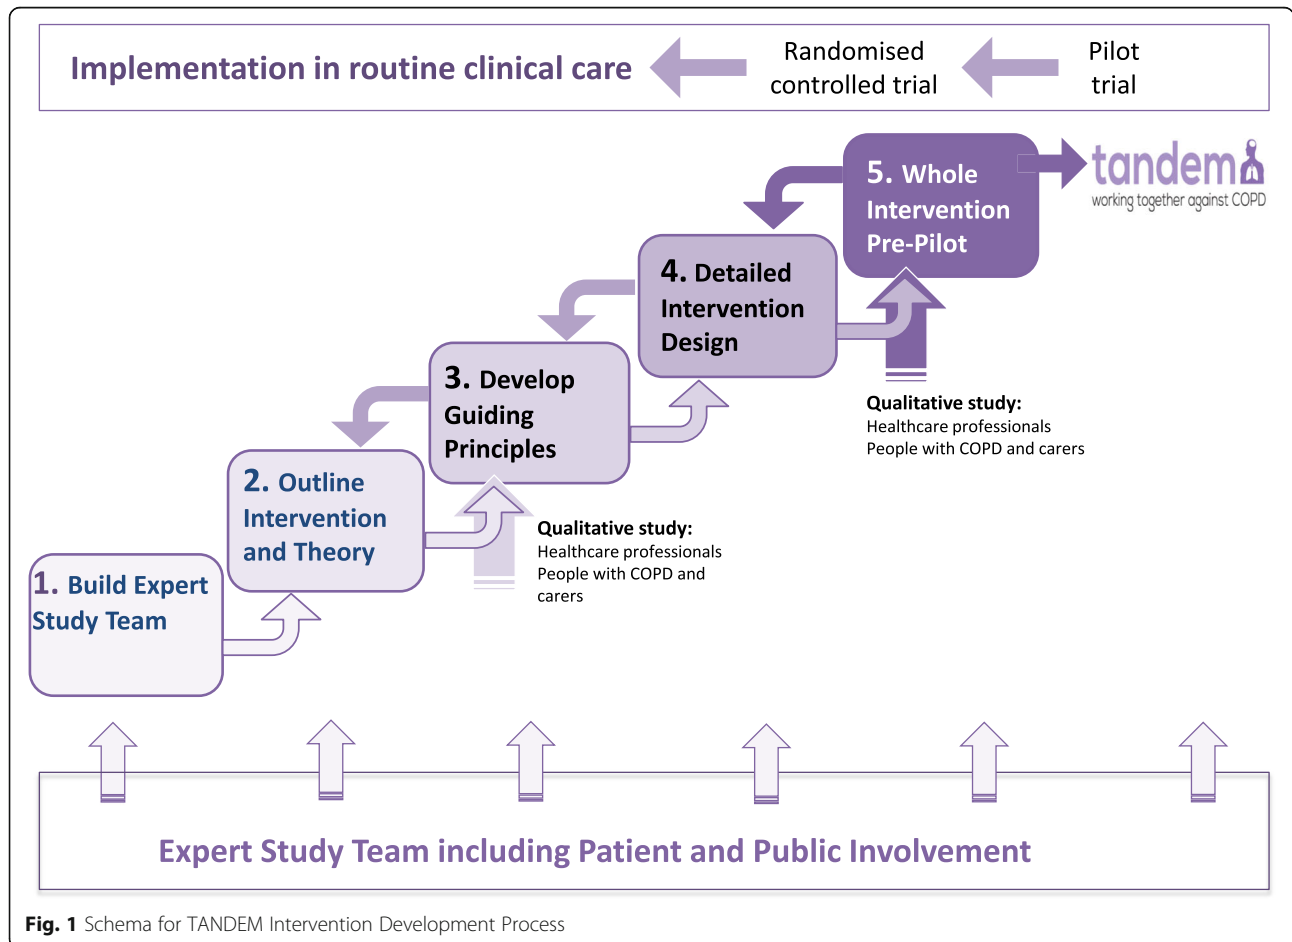 Implementation in routine clinical care
Randomised
controlled trial
Pilot
trial
tandem
working together against COPD
5. Whole
Intervention
Pre-Pilot
4. Detailed
Intervention
Design
3. Develop
Guiding
Principles
2. Outline
Intervention
and Theory
1. Build Expert
Study Team
Qualitative study:
Healthcare professionals
People with COPD and carers
Qualitative study:
Healthcare professionals
People with COPD and
carers
Expert Study Team including Patient and Public Involvement
Fig. 1 Schema for TANDEM Intervention Development Process